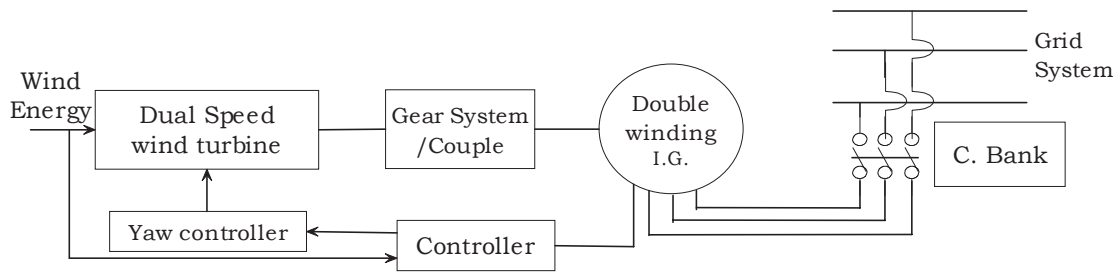 Wind
Energy
Dual Speed
wind turbine
Gear System
/Couple
Double
winding
I.G.
Grid
System
C. Bank
Yaw controller
Controller